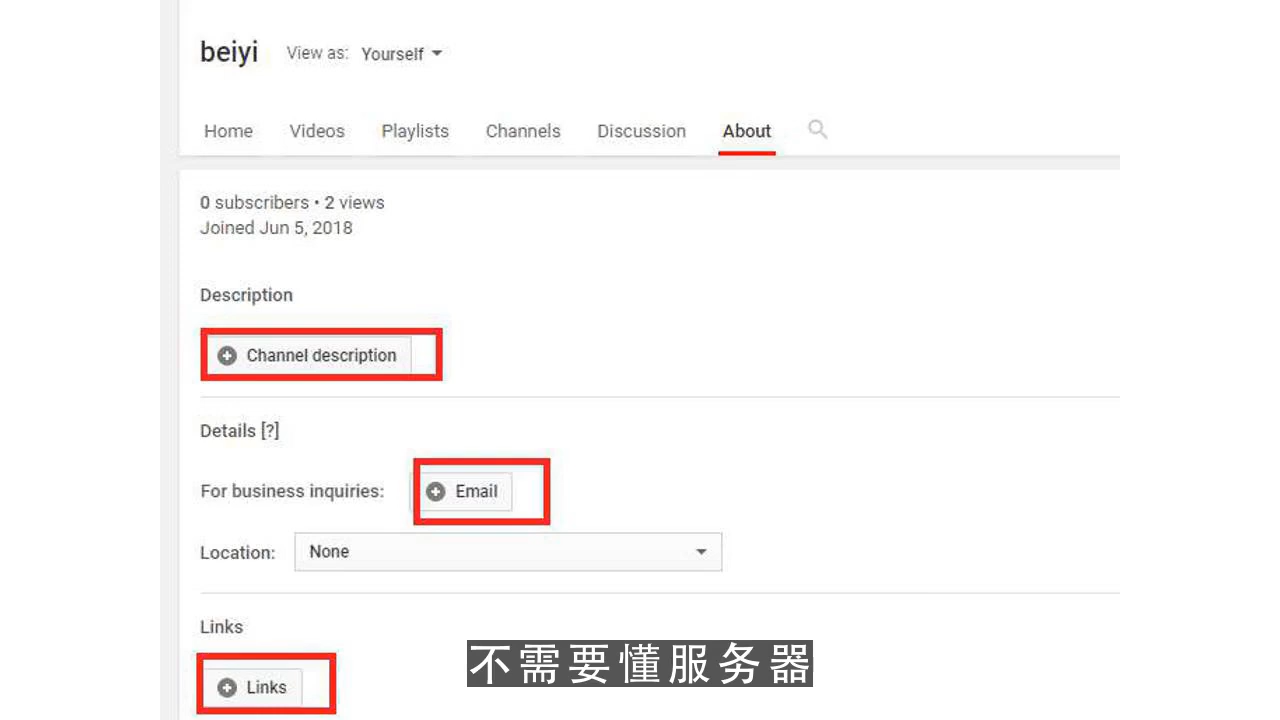 beiyi View as: Yourself
Home Videos Playlists Channels Discussion About
0 subscribers • 2 views
Joined Jun 5, 2018
Description
Channel description
Details [?]
For business inquiries: Email
Location: None
Links
Links
不需要懂服务器